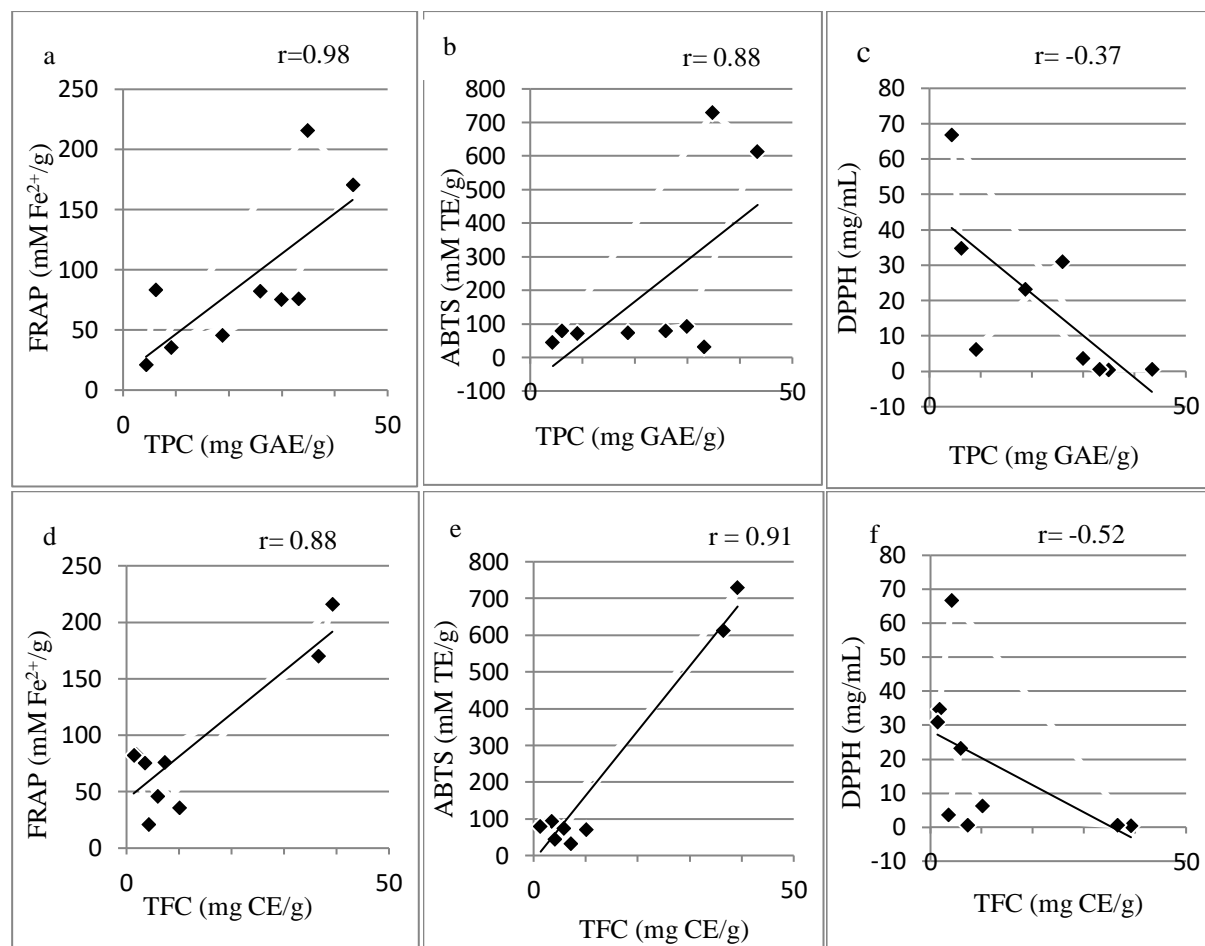 a
r=0.98
FRAP (mM Fe²⁺/g)
250
200
150
100
50
0
0
50
TPC (mg GAE/g)
b
r= 0.88
ABTS (mM TE/g)
800
700
600
500
400
300
200
100
0
-100
0
50
TPC (mg GAE/g)
c
r= -0.37
DPPH (mg/mL)
80
70
60
50
40
30
20
10
0
-10
0
50
TPC (mg GAE/g)
d
r= 0.88
FRAP (mM Fe²⁺/g)
250
200
150
100
50
0
0
50
TFC (mg CE/g)
e
r = 0.91
ABTS (mM TE/g)
800
700
600
500
400
300
200
100
0
0
50
TFC (mg CE/g)
f
r= -0.52
DPPH (mg/mL)
80
70
60
50
40
30
20
10
0
-10
0
50
TFC (mg CE/g)